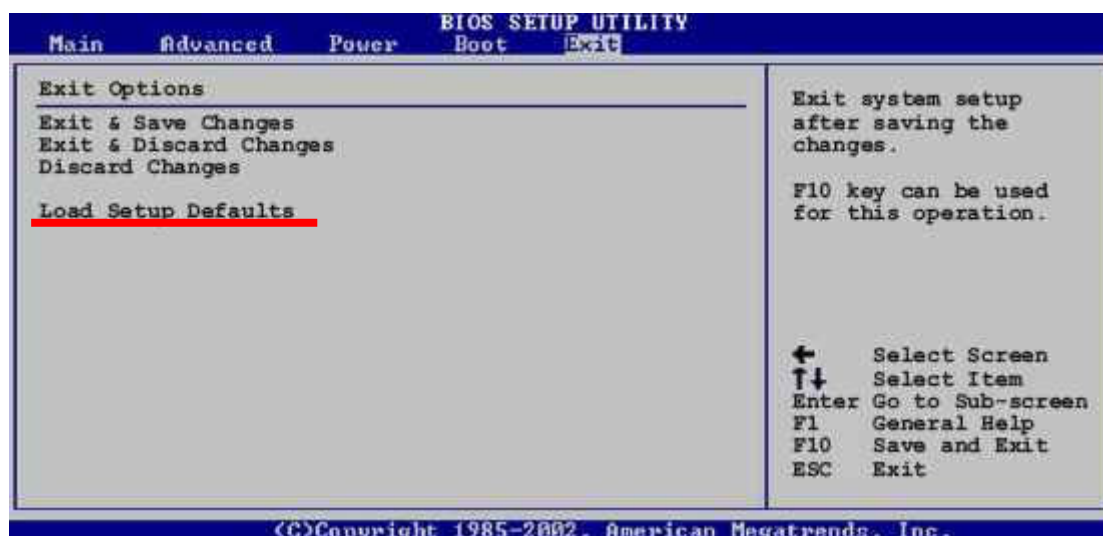 BIOS SETUP UTILITY
Main Advanced Power Boot Exit
Exit Options
Exit & Save Changes
Exit & Discard Changes
Discard Changes
Load Setup Defaults
Exit system setup
after saving the
changes.
F10 key can be used
for this operation.
← Select Screen
↑↓ Select Item
Enter Go to Sub-screen
F1 General Help
F10 Save and Exit
ESC Exit
(C)Copyright 1985-2002, American Megatrends, Inc.